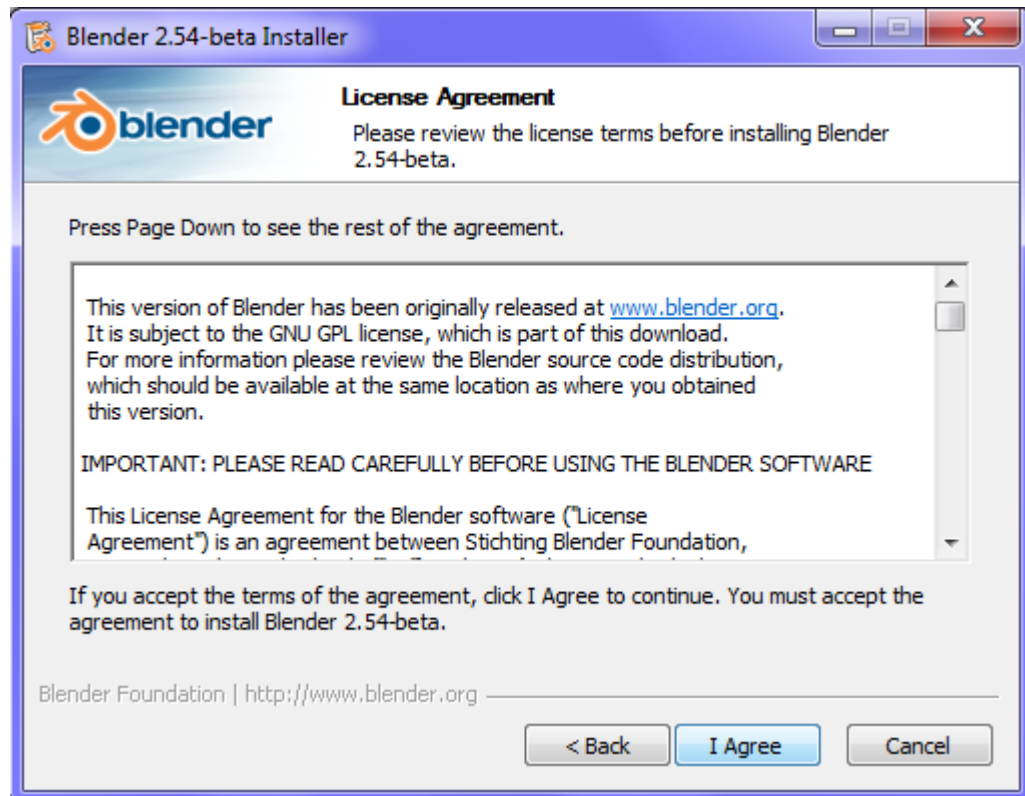 Blender 2.54-beta Installer
blender
License Agreement
Please review the license terms before installing Blender
2.54-beta.
Press Page Down to see the rest of the agreement.
This version of Blender has been originally released at www.blender.org.
It is subject to the GNU GPL license, which is part of this download.
For more information please review the Blender source code distribution,
which should be available at the same location as where you obtained
this version.
IMPORTANT: PLEASE READ CAREFULLY BEFORE USING THE BLENDER SOFTWARE
This License Agreement for the Blender software ("License
Agreement") is an agreement between Stichting Blender Foundation,
If you accept the terms of the agreement, click I Agree to continue. You must accept the
agreement to install Blender 2.54-beta.
Blender Foundation | http://www.blender.org
< Back
I Agree
Cancel